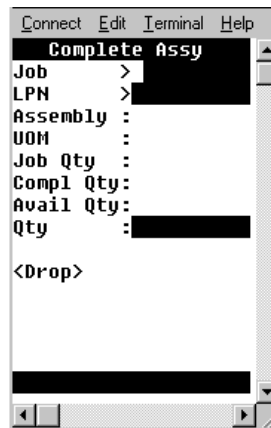 Connect Edit Terminal Help
Complete Assy
Job >
LPN >
Assembly :
UOM :
Job Qty :
Compl Qty:
Avail Qty:
Qty :
<Drop>